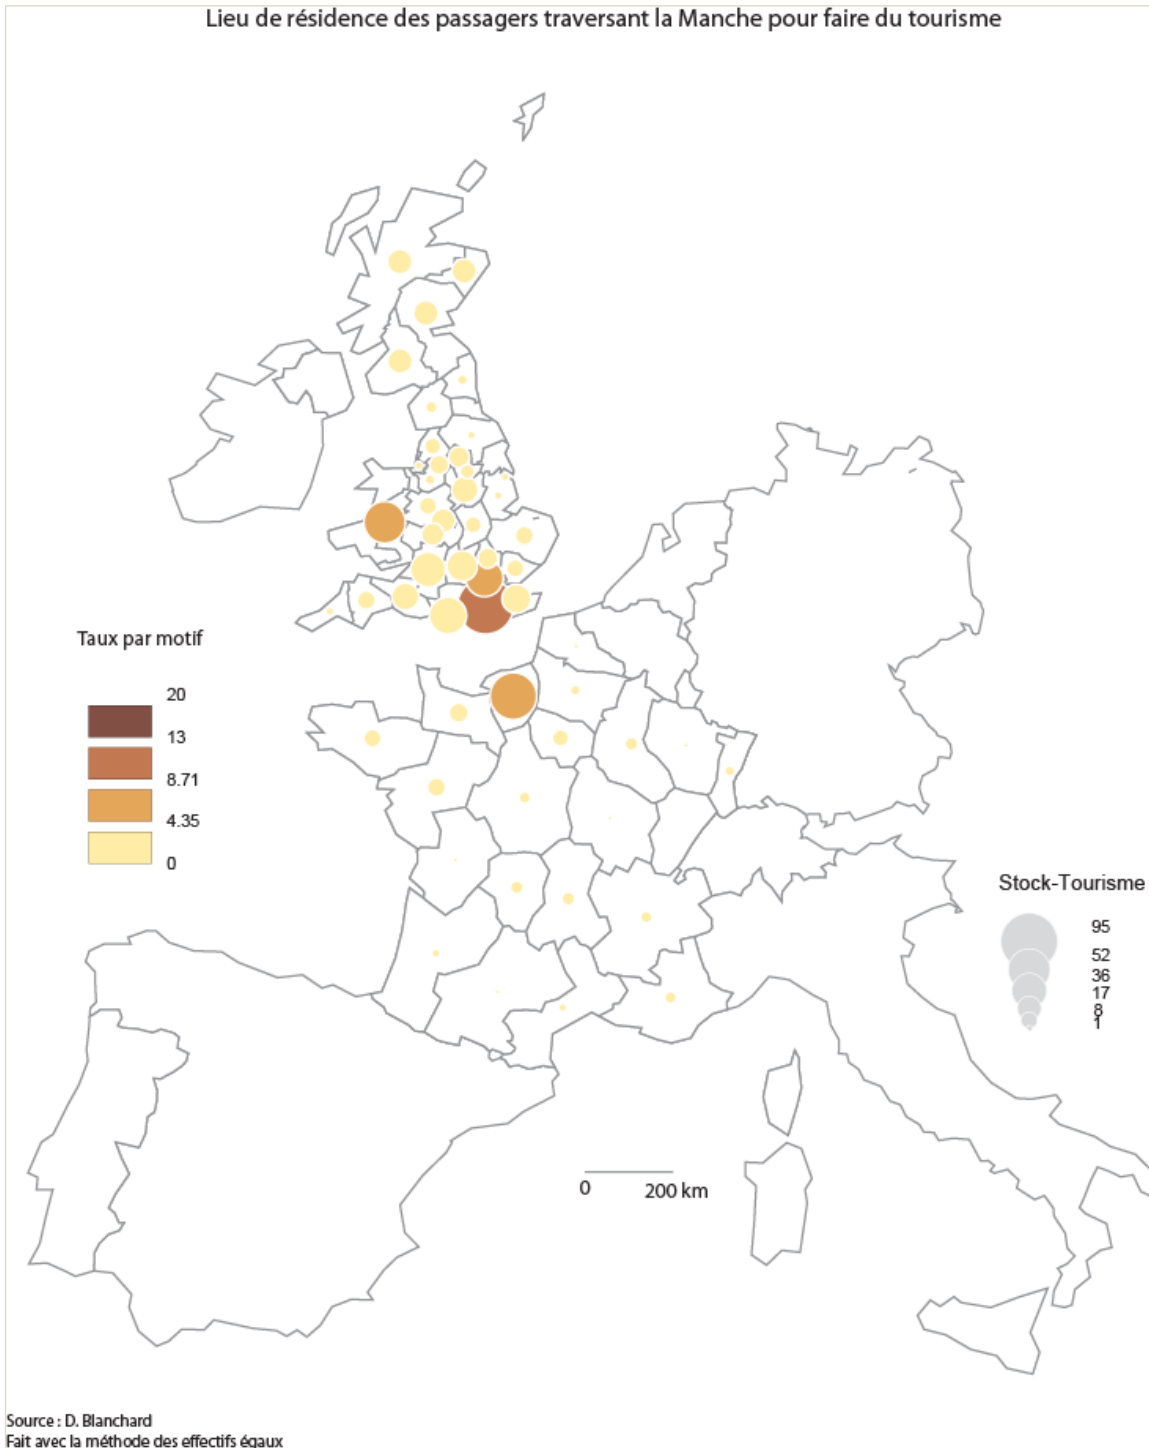 Lieu de résidence des passagers traversant la Manche pour faire du tourisme
Taux par motif
20
13
8.71
4.35
0
Stock-Tourisme
95
52
36
17
8
1
0 200 km
Source : D. Blanchard
Fait avec la méthode des effectifs égaux